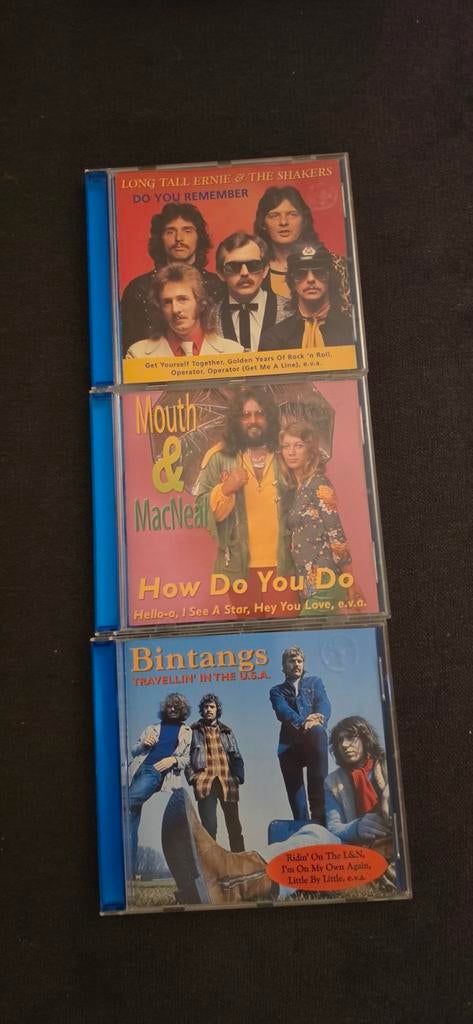 LONG TALL ERNIE & THE SHAKERS
DO YOU REMEMBER
Get Yourself Together, Golden Years Of Rock 'n Roll,
Operator, Operator (Get Me A Line), e.v.a.
Mouth
&
MacNeal
How Do You Do
Hello-a, I See A Star, Hey You Love, e.v.a.
Bintangs
TRAVELLIN' IN THE U.S.A.
Ridin' On The L&N,
I'm On My Own Again,
Little By Little, e.v.a.